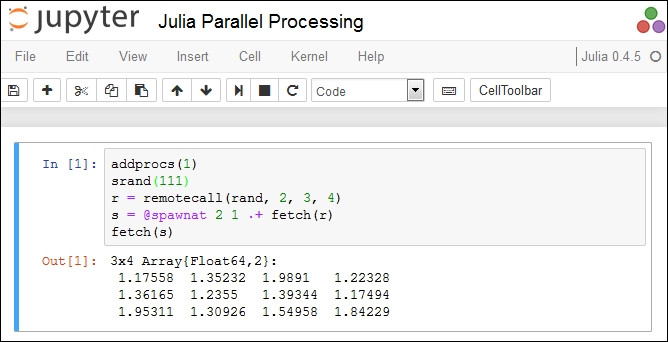 jupyter Julia Parallel Processing
File Edit View Insert Cell Kernel Help Julia 0.4.5
Code CellToolbar
In [1]: addprocs(1)
srand(111)
r = remotecall(rand, 2, 3, 4)
s = @spawnat 2 1 .+ fetch(r)
fetch(s)
Out[1]: 3x4 Array{Float64,2}:
1.17558 1.35232 1.9891 1.22328
1.36165 1.2355 1.39344 1.17494
1.95311 1.30926 1.54958 1.84229